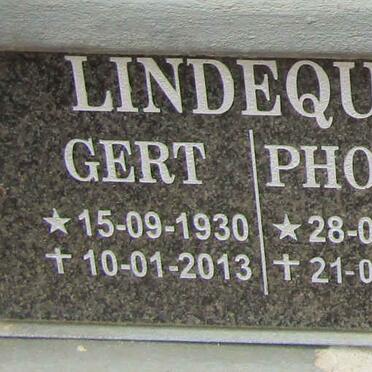 LINDEQU
GERT PHO
★ 15-09-1930 ★ 28-0
✝ 10-01-2013 ✝ 21-0